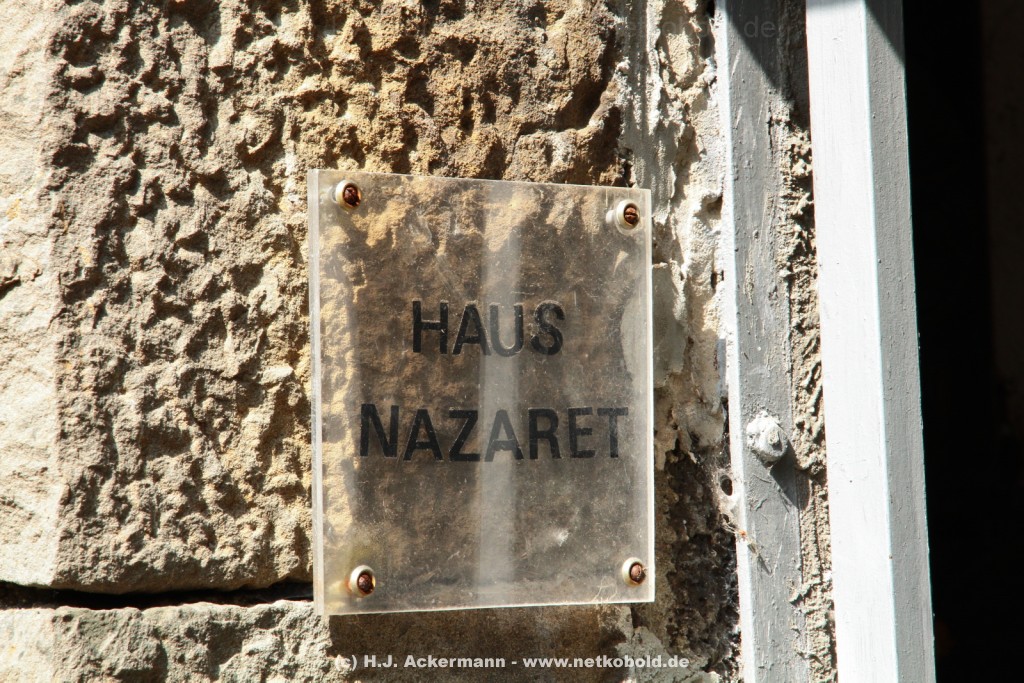 HAUS
NAZARET
(c) H.J. Ackermann - www.netkobold.de